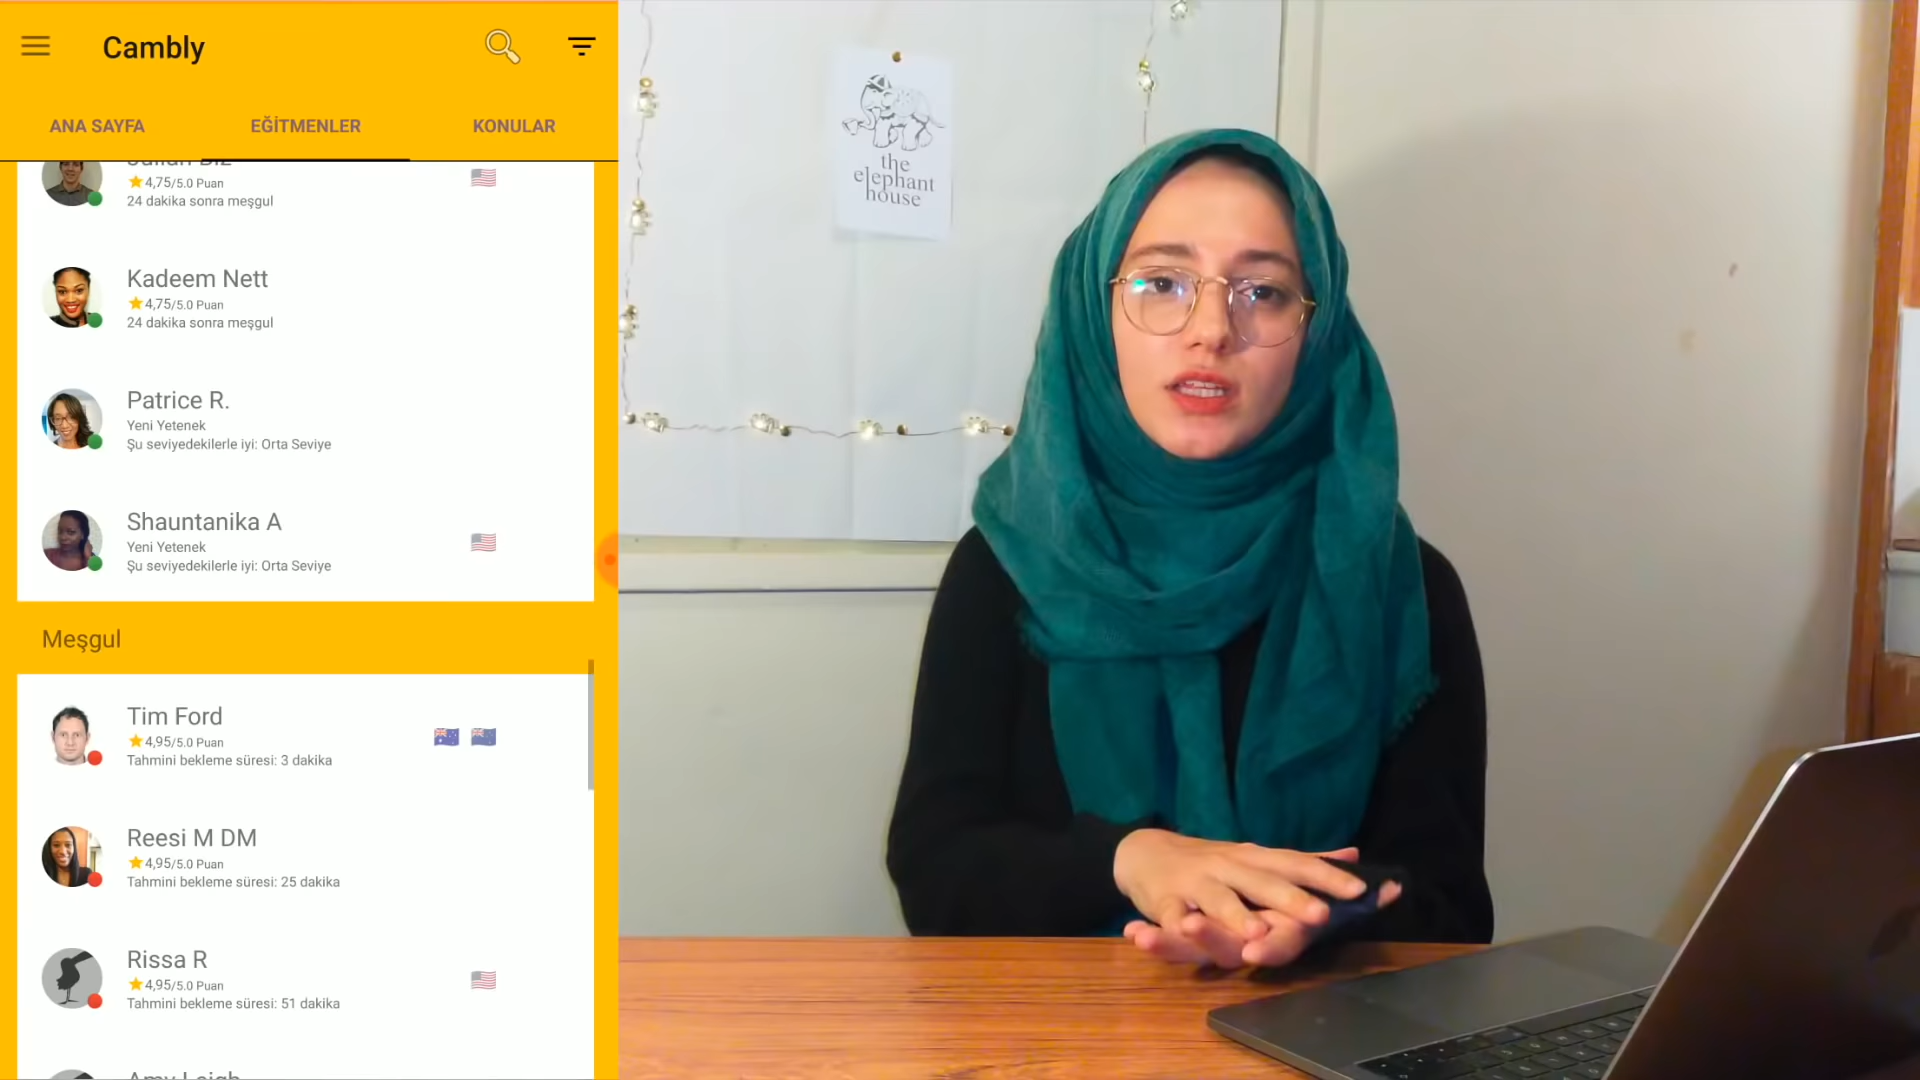 Cambly
ANA SAYFA
EĞİTMENLER
KONULAR
4,75/5.0 Puan
24 dakika sonra meşgul
Kadeem Nett
4,75/5.0 Puan
24 dakika sonra meşgul
Patrice R.
Yeni Yetenek
Şu seviyedekilerle iyi: Orta Seviye
Shauntanika A
Yeni Yetenek
Şu seviyedekilerle iyi: Orta Seviye
Meşgul
Tim Ford
4,95/5.0 Puan
Tahmini bekleme süresi: 3 dakika
Reesi M DM
4,95/5.0 Puan
Tahmini bekleme süresi: 25 dakika
Rissa R
4,95/5.0 Puan
Tahmini bekleme süresi: 51 dakika
the
elephant
house